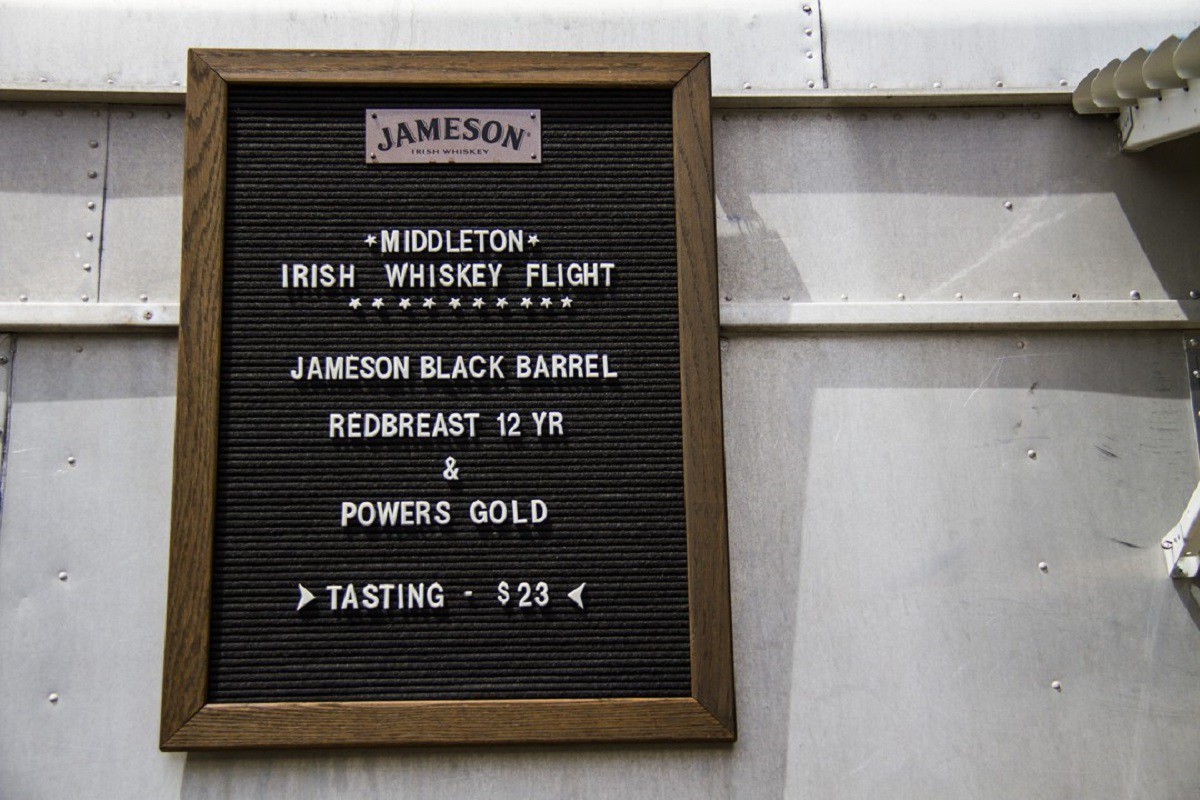 JAMESON
IRISH WHISKEY
*MIDDLETON*
IRISH WHISKEY FLIGHT
*********
JAMESON BLACK BARREL
REDBREAST 12 YR
&
POWERS GOLD
TASTING - $23